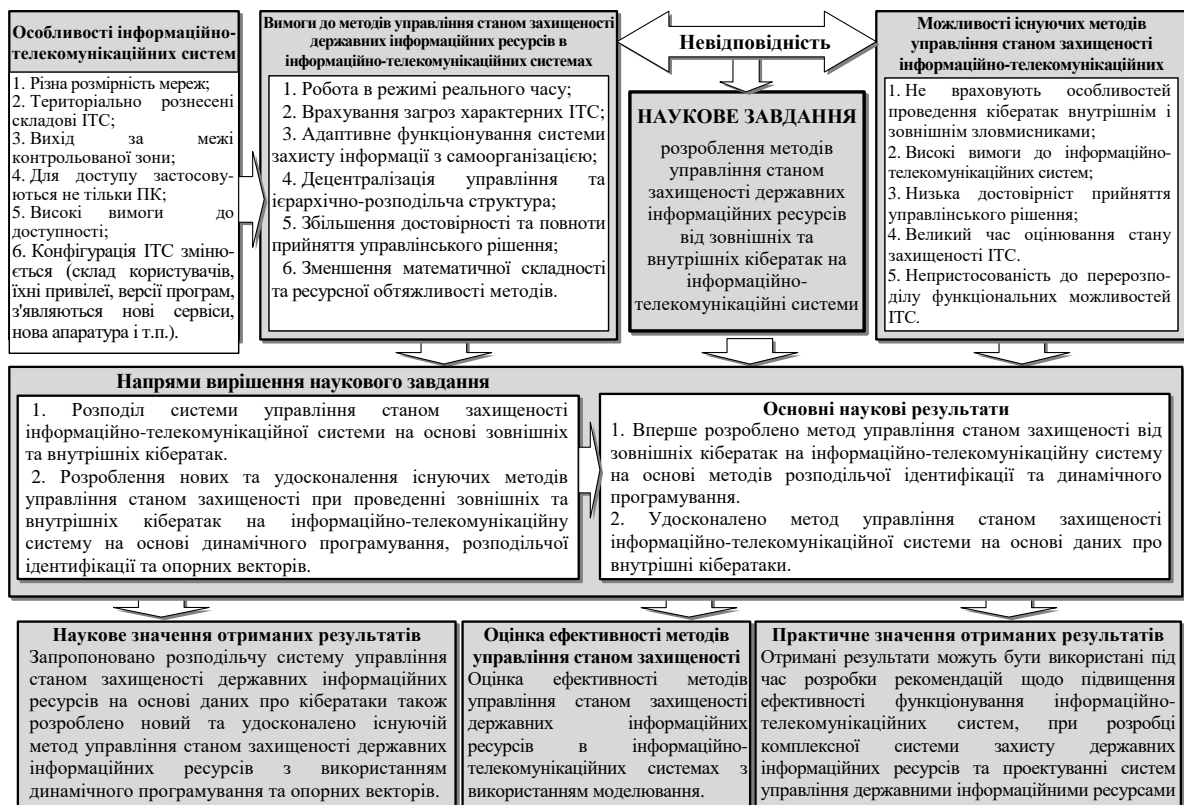 Особливості інформаційно-
телекомунікаційних систем
1. Різна розмірність мереж;
2. Територіально рознесені
складові ІТС;
3. Вихід за межі
контрольованої зони;
4. Для доступу застосову-
ються не тільки ПК;
5. Високі вимоги до
доступності;
6. Конфігурація ІТС зміню-
ється (склад користувачів,
їхні привілеї, версії програм,
з'являються нові сервіси,
нова апаратура і т.п.).
Вимоги до методів управління станом захищеності
державних інформаційних ресурсів в
інформаційно-телекомунікаційних системах
1. Робота в режимі реального часу;
2. Врахування загроз характерних ІТС;
3. Адаптивне функціонування системи
захисту інформації з самоорганізацією;
4. Децентралізація управління та
ієрархічно-розподільча структура;
5. Збільшення достовірності та повноти
прийняття управлінського рішення;
6. Зменшення математичної складності
та ресурсної обтяжливості методів.
Невідповідність
НАУКОВЕ ЗАВДАННЯ
розроблення методів
управління станом
захищеності державних
інформаційних ресурсів
від зовнішніх та
внутрішніх кібератак на
інформаційно-
телекомунікаційні системи
Можливості існуючих методів
управління станом захищеності
інформаційно-телекомунікаційних
1. Не враховують особливостей
проведення кібератак внутрішнім і
зовнішнім зловмисниками;
2. Високі вимоги до інформаційно-
телекомунікаційних систем;
3. Низька достовірніст прийняття
управлінського рішення;
4. Великий час оцінювання стану
захищеності ІТС.
5. Непристосованість до перерозпо-
ділу функціональних можливостей
ІТС.
Напрями вирішення наукового завдання
1. Розподіл системи управління станом захищеності
інформаційно-телекомунікаційної системи на основі зовнішніх
та внутрішніх кібератак.
2. Розроблення нових та удосконалення існуючих методів
управління станом захищеності при проведенні зовнішніх та
внутрішніх кібератак на інформаційно-телекомунікаційну
систему на основі динамічного програмування, розподільчої
ідентифікації та опорних векторів.
Основні наукові результати
1. Вперше розроблено метод управління станом захищеності від
зовнішніх кібератак на інформаційно-телекомунікаційну систему
на основі методів розподільчої ідентифікації та динамічного
програмування.
2. Удосконалено метод управління станом захищеності
інформаційно-телекомунікаційної системи на основі даних про
внутрішні кібератаки.
Наукове значення отриманих результатів
Запропоновано розподільчу систему управління
станом захищеності державних інформаційних
ресурсів на основі даних про кібератаки також
розроблено новий та удосконалено існуючій
метод управління станом захищеності державних
інформаційних ресурсів з використанням
динамічного програмування та опорних векторів.
Оцінка ефективності методів
управління станом захищеності
Оцінка ефективності методів
управління станом захищеності
державних інформаційних
ресурсів в інформаційно-
телекомунікаційних системах з
використанням моделювання.
Практичне значення отриманих результатів
Отримані результати можуть бути використані під
час розробки рекомендацій щодо підвищення
ефективності функціонування інформаційно-
телекомунікаційних систем, при розробці
комплексної системи захисту державних
інформаційних ресурсів та проектуванні систем
управління державними інформаційними ресурсами